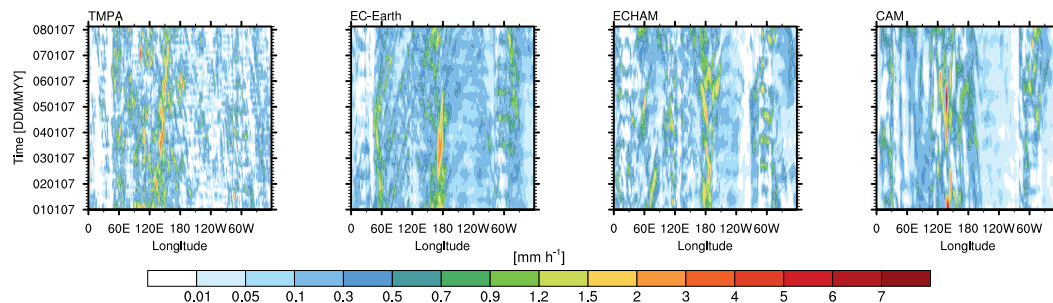 TMPA EC-Earth ECHAM CAM
080107
070107
060107
050107
040107
030107
020107
010107
Time [DDMMYY]
0 60E 120E 180 120W 60W 0 60E 120E 180 120W 60W 0 60E 120E 180 120W 60W 0 60E 120E 180 120W 60W
Longitude Longitude Longitude Longitude
[mm h⁻¹]
0.01 0.05 0.1 0.3 0.5 0.7 0.9 1.2 1.5 2 3 4 5 6 7